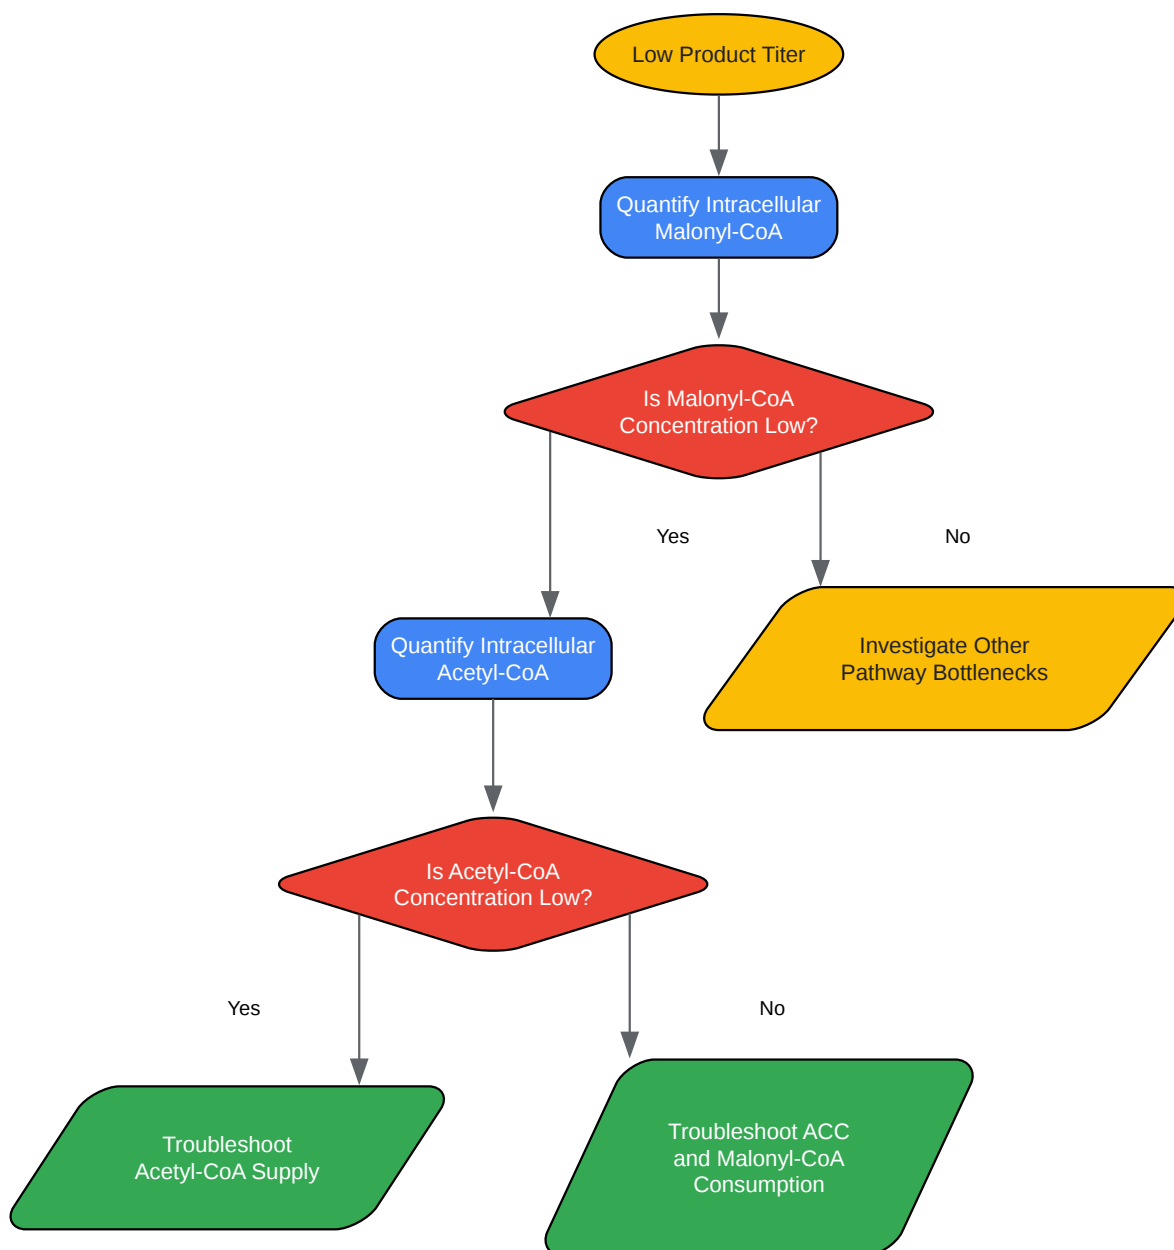 Low Product Titer
Quantify Intracellular
Malonyl-CoA
Is Malonyl-CoA
Concentration Low?
Yes
No
Quantify Intracellular
Acetyl-CoA
Investigate Other
Pathway Bottlenecks
Is Acetyl-CoA
Concentration Low?
Yes
No
Troubleshoot
Acetyl-CoA Supply
Troubleshoot ACC
and Malonyl-CoA
Consumption